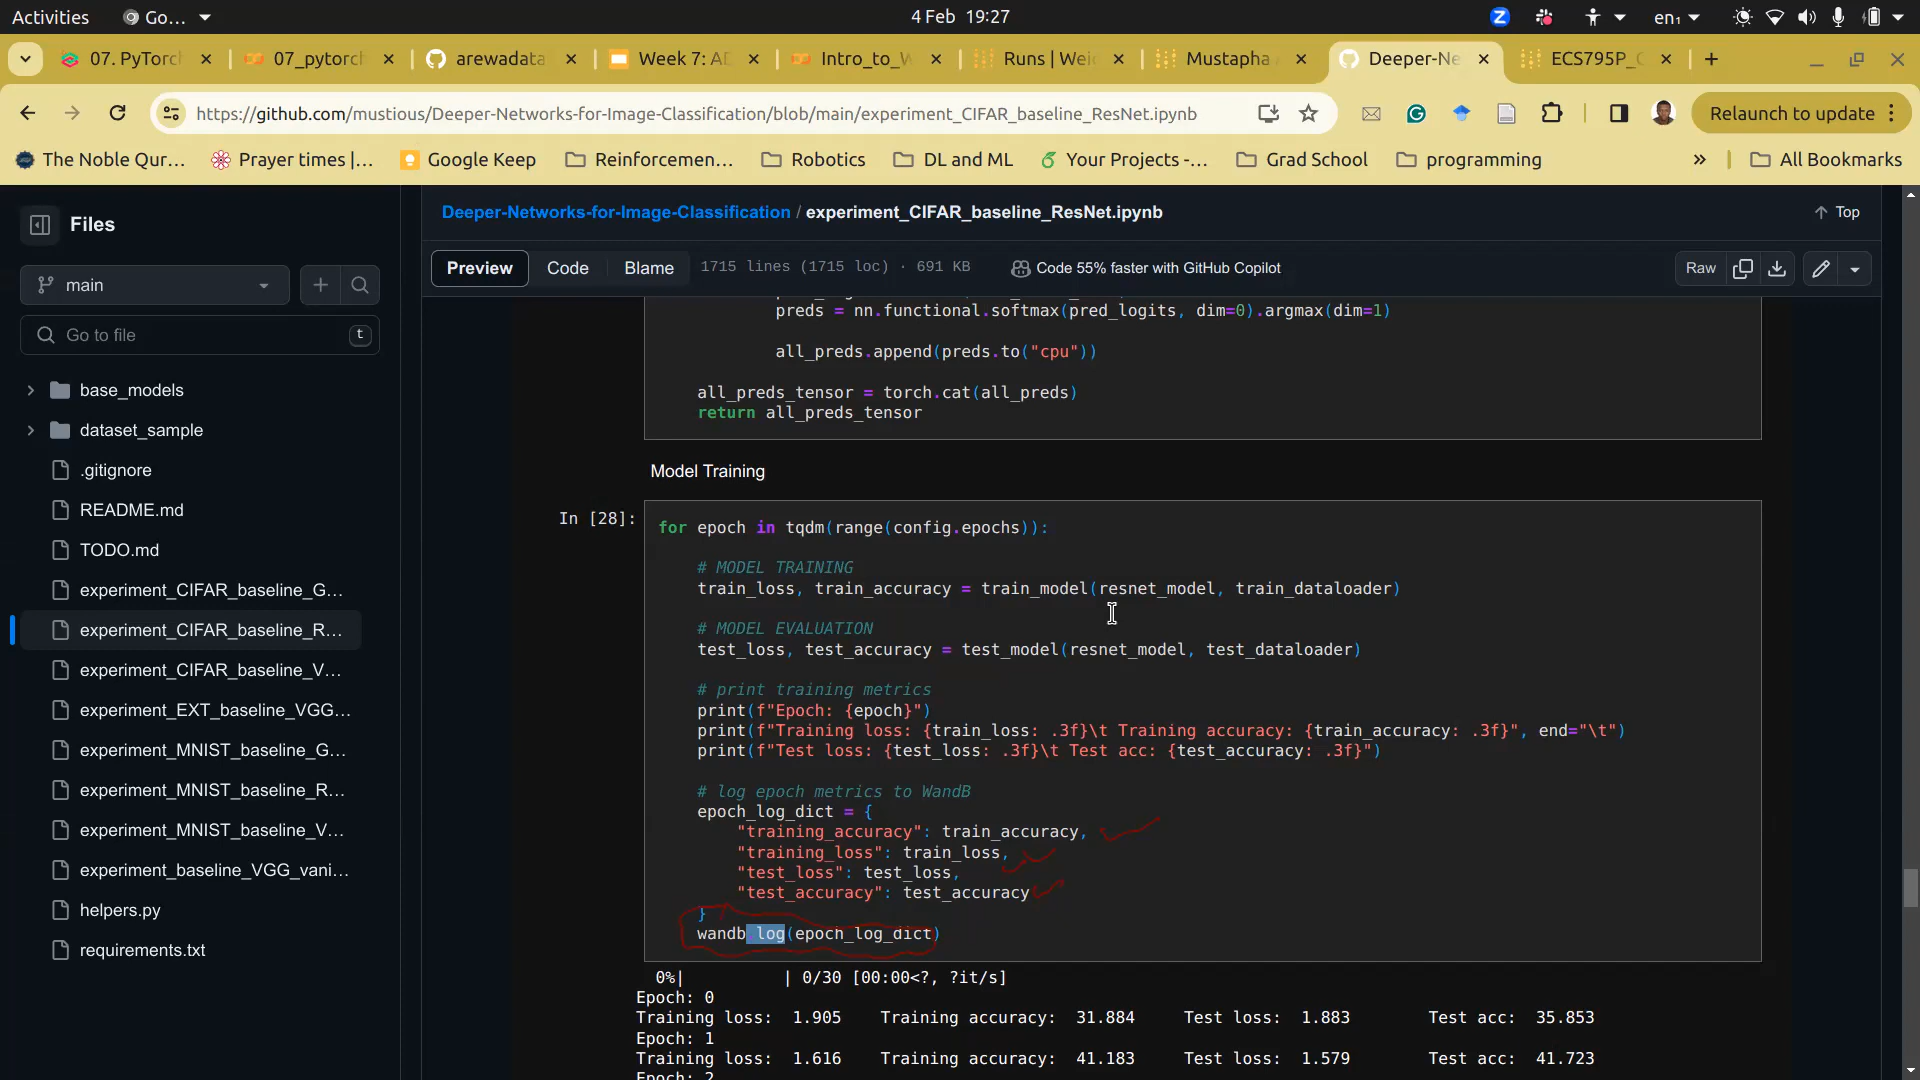 Activities
Go…
4 Feb 19:27
en₁
07. PyTorch
07_pytorch
arewadata
Week 7: AD
Intro_to_W
Runs | Wei
Mustapha
Deeper-Ne
ECS795P_C
https://github.com/mustious/Deeper-Networks-for-Image-Classification/blob/main/experiment_CIFAR_baseline_ResNet.ipynb
Relaunch to update
The Noble Qur…
Prayer times |…
Google Keep
Reinforcemen…
Robotics
DL and ML
Your Projects -…
Grad School
programming
»
All Bookmarks
Files
main
Go to file
t
base_models
dataset_sample
.gitignore
README.md
TODO.md
experiment_CIFAR_baseline_G…
experiment_CIFAR_baseline_R…
experiment_CIFAR_baseline_V…
experiment_EXT_baseline_VGG…
experiment_MNIST_baseline_G…
experiment_MNIST_baseline_R…
experiment_MNIST_baseline_V…
experiment_baseline_VGG_vani…
helpers.py
requirements.txt
Deeper-Networks-for-Image-Classification / experiment_CIFAR_baseline_ResNet.ipynb
Top
Preview
Code
Blame
1715 lines (1715 loc) · 691 KB
Code 55% faster with GitHub Copilot
Raw
preds = nn.functional.softmax(pred_logits, dim=0).argmax(dim=1)
all_preds.append(preds.to("cpu"))
all_preds_tensor = torch.cat(all_preds)
return all_preds_tensor
Model Training
In [28]:
for epoch in tqdm(range(config.epochs)):
# MODEL TRAINING
train_loss, train_accuracy = train_model(resnet_model, train_dataloader)
# MODEL EVALUATION
test_loss, test_accuracy = test_model(resnet_model, test_dataloader)
# print training metrics
print(f"Epoch: {epoch}")
print(f"Training loss: {train_loss: .3f}\t Training accuracy: {train_accuracy: .3f}", end="\t")
print(f"Test loss: {test_loss: .3f}\t Test acc: {test_accuracy: .3f}")
# log epoch metrics to WandB
epoch_log_dict = {
"training_accuracy": train_accuracy,
"training_loss": train_loss,
"test_loss": test_loss,
"test_accuracy": test_accuracy
}
wandb.log(epoch_log_dict)
0%| | 0/30 [00:00<?, ?it/s]
Epoch: 0
Training loss: 1.905 Training accuracy: 31.884 Test loss: 1.883 Test acc: 35.853
Epoch: 1
Training loss: 1.616 Training accuracy: 41.183 Test loss: 1.579 Test acc: 41.723
Epoch: 2